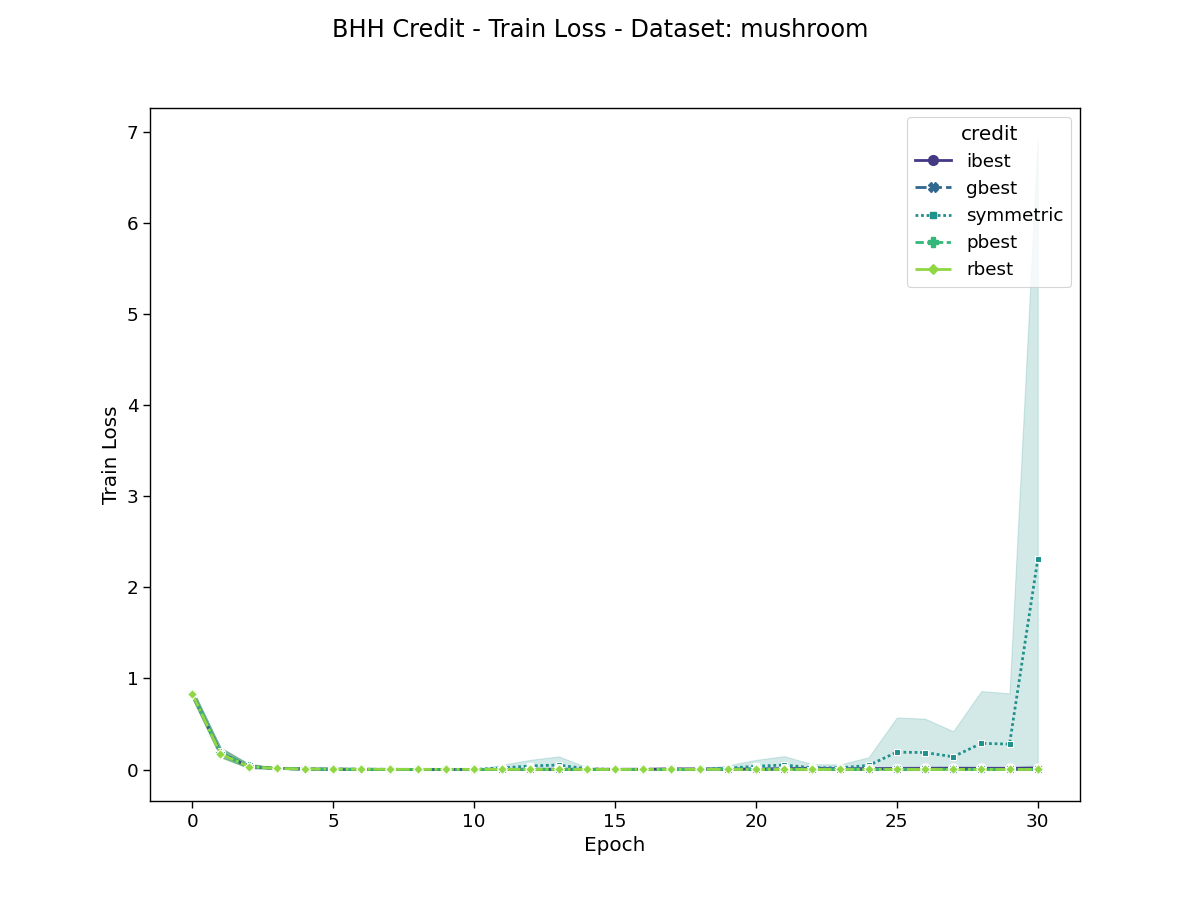 BHH Credit - Train Loss - Dataset: mushroom
credit
ibest
gbest
symmetric
pbest
rbest
Train Loss
7
6
5
4
3
2
1
0
0 5 10 15 20 25 30
Epoch